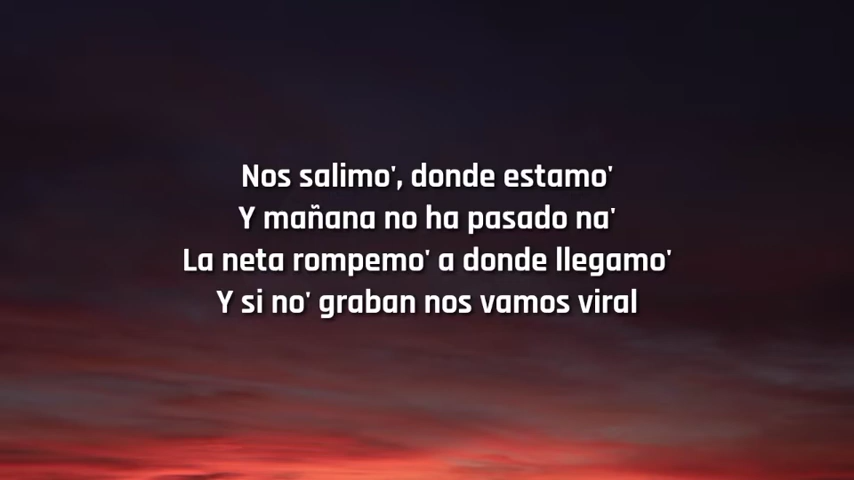 Nos salimo', donde estamo'
Y mañana no ha pasado na'
La neta rompemo' a donde llegamo'
Y si no' graban nos vamos viral